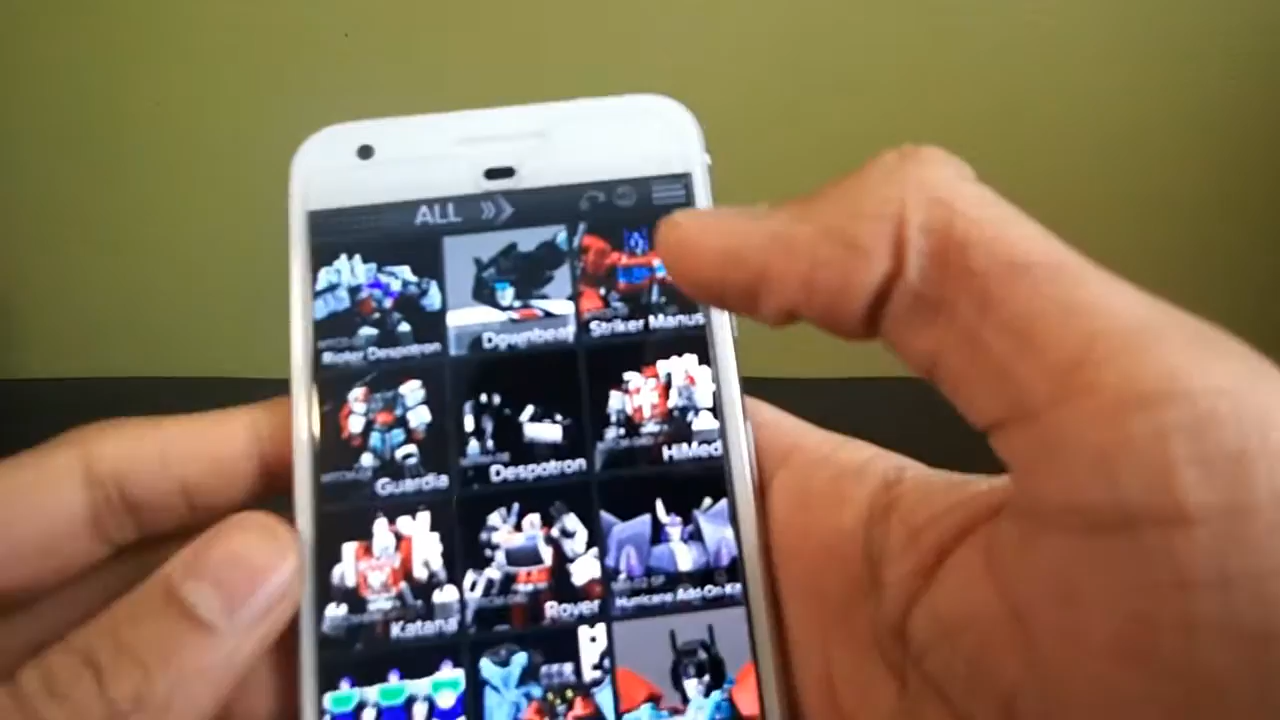 ALL
Rioter Despotron
Downbeat
Striker Manus
Guardia
Despotron
HiMed
Katana
Rover
Hurricane Add-On Kit